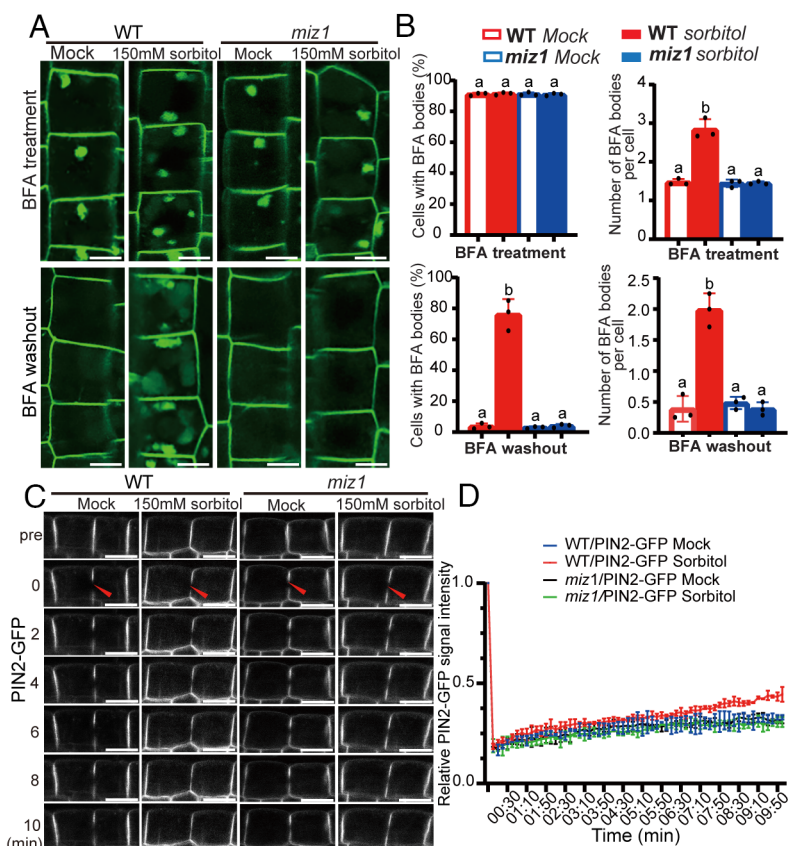 A
WT
miz1
Mock
150mM sorbitol
Mock
150mM sorbitol
BFA treatment
BFA washout
B
WT Mock
WT sorbitol
miz1 Mock
miz1 sorbitol
Cells with BFA bodies (%)
100
80
60
40
20
0
a
a
a
a
BFA treatment
Number of BFA bodies
per cell
4
3
2
1
0
a
b
a
a
BFA treatment
Cells with BFA bodies (%)
100
80
60
40
20
0
a
b
a
a
BFA washout
Number of BFA bodies
per cell
2.5
2.0
1.5
1.0
0.5
0.0
a
b
a
a
BFA washout
C
WT
miz1
Mock
150mM sorbitol
Mock
150mM sorbitol
PIN2-GFP
pre
0
2
4
6
8
10
(min)
D
WT/PIN2-GFP Mock
WT/PIN2-GFP Sorbitol
miz1/PIN2-GFP Mock
miz1/PIN2-GFP Sorbitol
Relative PIN2-GFP signal intensity
1.0
0.5
0.0
00:30
01:10
01:50
02:30
03:10
03:50
04:30
05:10
05:50
06:30
07:10
07:50
08:30
09:10
09:50
Time (min)